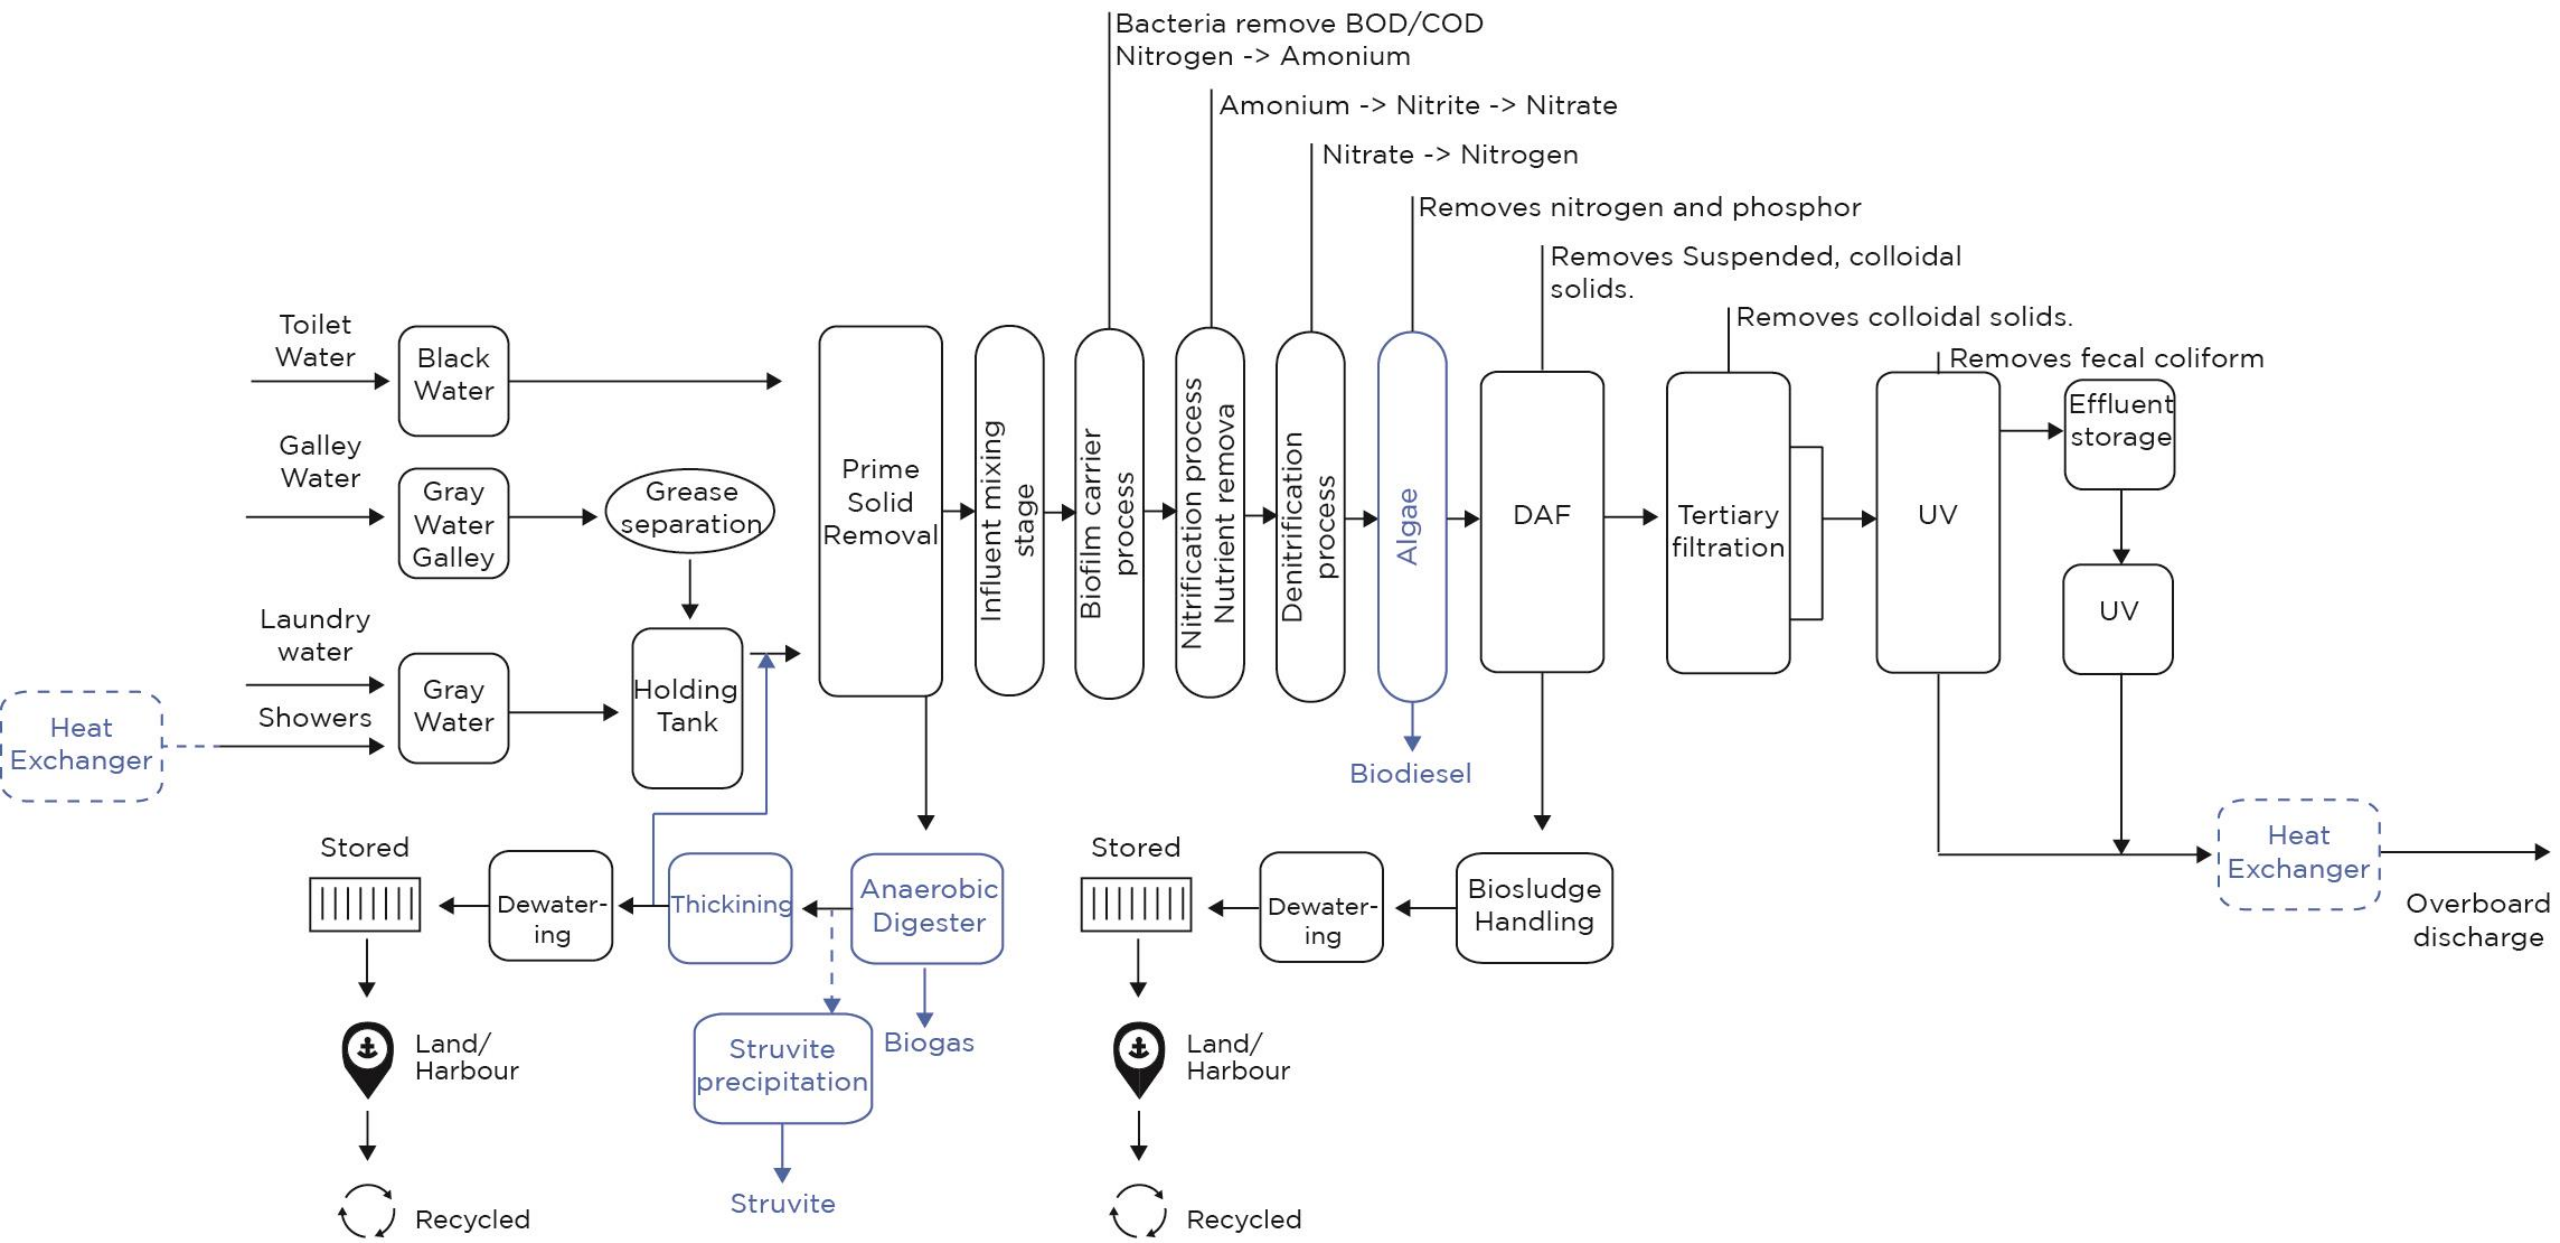 Bacteria remove BOD/COD
Nitrogen -> Amonium
Amonium -> Nitrite -> Nitrate
Nitrate -> Nitrogen
Removes nitrogen and phosphor
Removes Suspended, colloidal
solids.
Removes colloidal solids.
Removes fecal coliform
Toilet
Water
Black
Water
Galley
Water
Gray
Water
Galley
Grease
separation
Laundry
water
Showers
Gray
Water
Holding
Tank
Heat
Exchanger
Prime
Solid
Removal
Influent mixing
stage
Biofilm carrier
process
Nitrification process
Nutrient remova
Denitrification
process
Algae
Biodiesel
DAF
Tertiary
filtration
UV
Effluent
storage
UV
Heat
Exchanger
Overboard
discharge
Stored
Dewater-
ing
Thickining
Anaerobic
Digester
Struvite
precipitation
Biogas
Struvite
Land/
Harbour
Recycled
Stored
Dewater-
ing
Biosludge
Handling
Land/
Harbour
Recycled